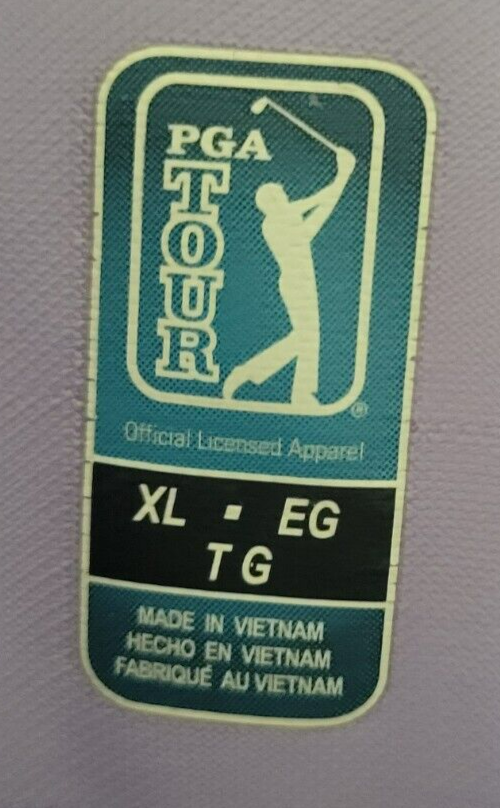 PGA
TOUR
®
Official Licensed Apparel
XL ▪ EG
TG
MADE IN VIETNAM
HECHO EN VIETNAM
FABRIQUÉ AU VIETNAM